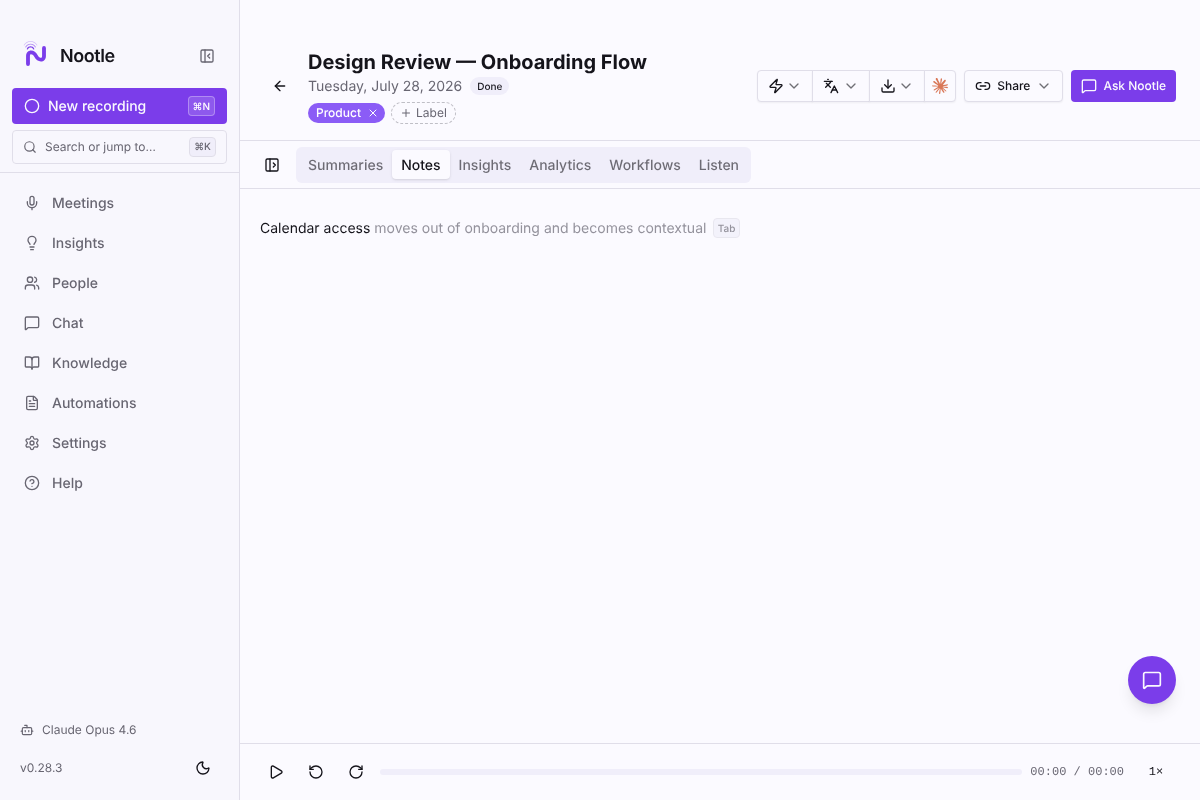 Nootle
New recording ⌘N
Search or jump to... ⌘K
Meetings
Insights
People
Chat
Knowledge
Automations
Settings
Help
Claude Opus 4.6
v0.28.3
Design Review — Onboarding Flow
Tuesday, July 28, 2026 Done
Product × + Label
Share
Ask Nootle
Summaries Notes Insights Analytics Workflows Listen
Calendar access moves out of onboarding and becomes contextual Tab
00:00 / 00:00 1×